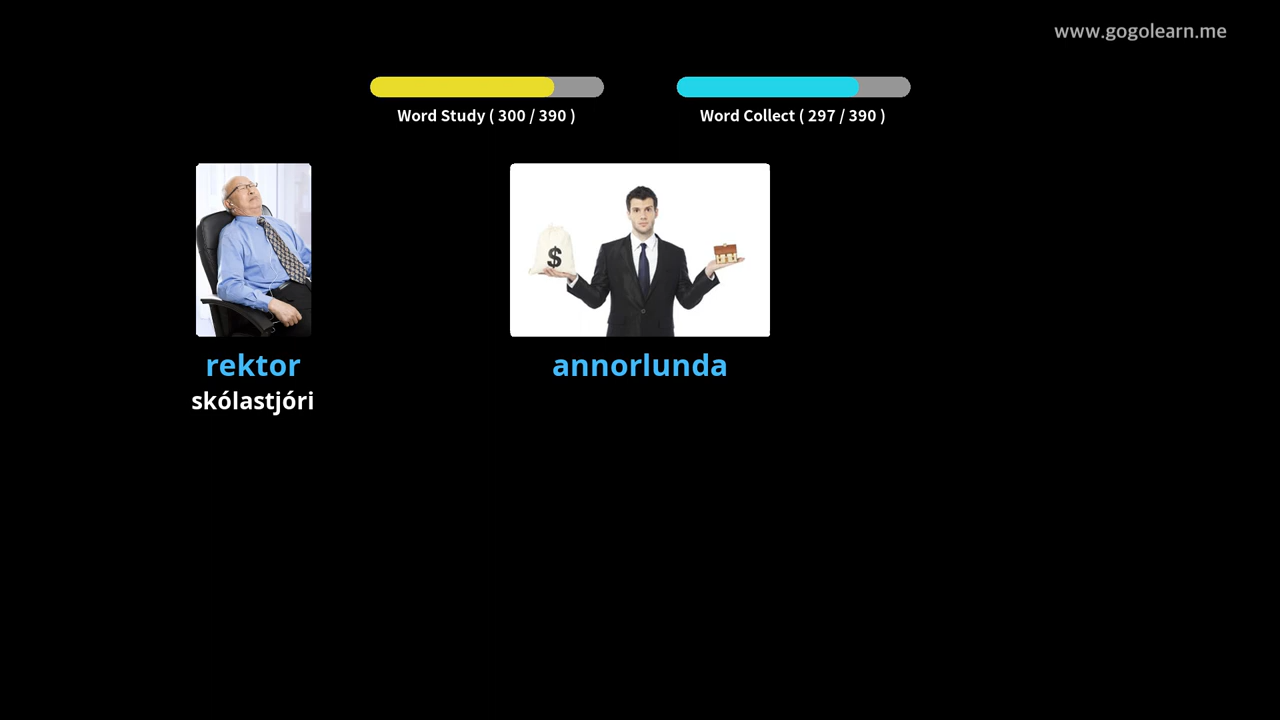 www.gogolearn.me
Word Study ( 300 / 390 )
Word Collect ( 297 / 390 )
$
rektor
skólastjóri
annorlunda